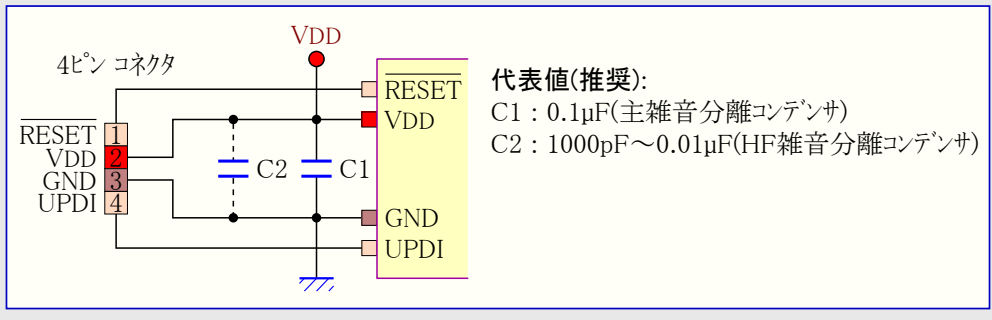 VDD
4ピン コネクタ
RESET
VDD
GND
UPDI
1
2
3
4
C2
C1
RESET
VDD
GND
UPDI
代表値(推奨):
C1 : 0.1μF(主雑音分離コンデンサ)
C2 : 1000pF～0.01μF(HF雑音分離コンデンサ)